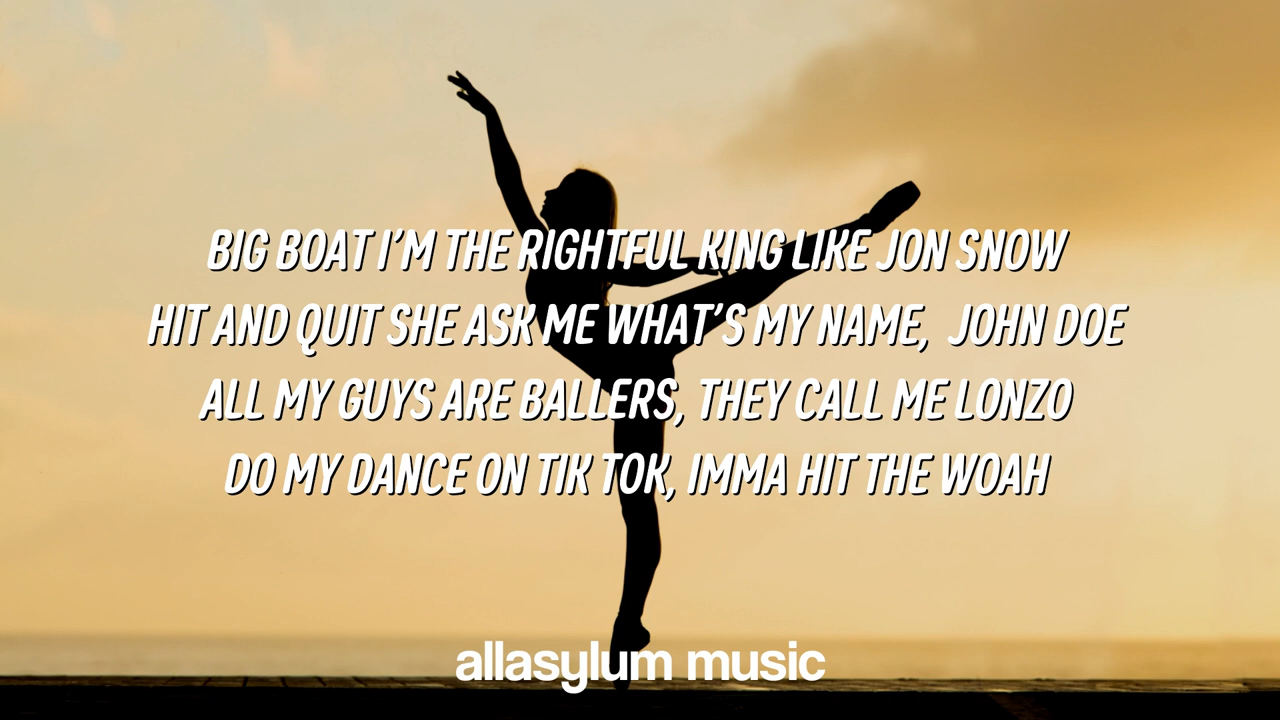 BIG BOAT I'M THE RIGHTFUL KING LIKE JON SNOW
HIT AND QUIT SHE ASK ME WHAT'S MY NAME, JOHN DOE
ALL MY GUYS ARE BALLERS, THEY CALL ME LONZO
DO MY DANCE ON TIK TOK, IMMA HIT THE WOAH
allasylum music